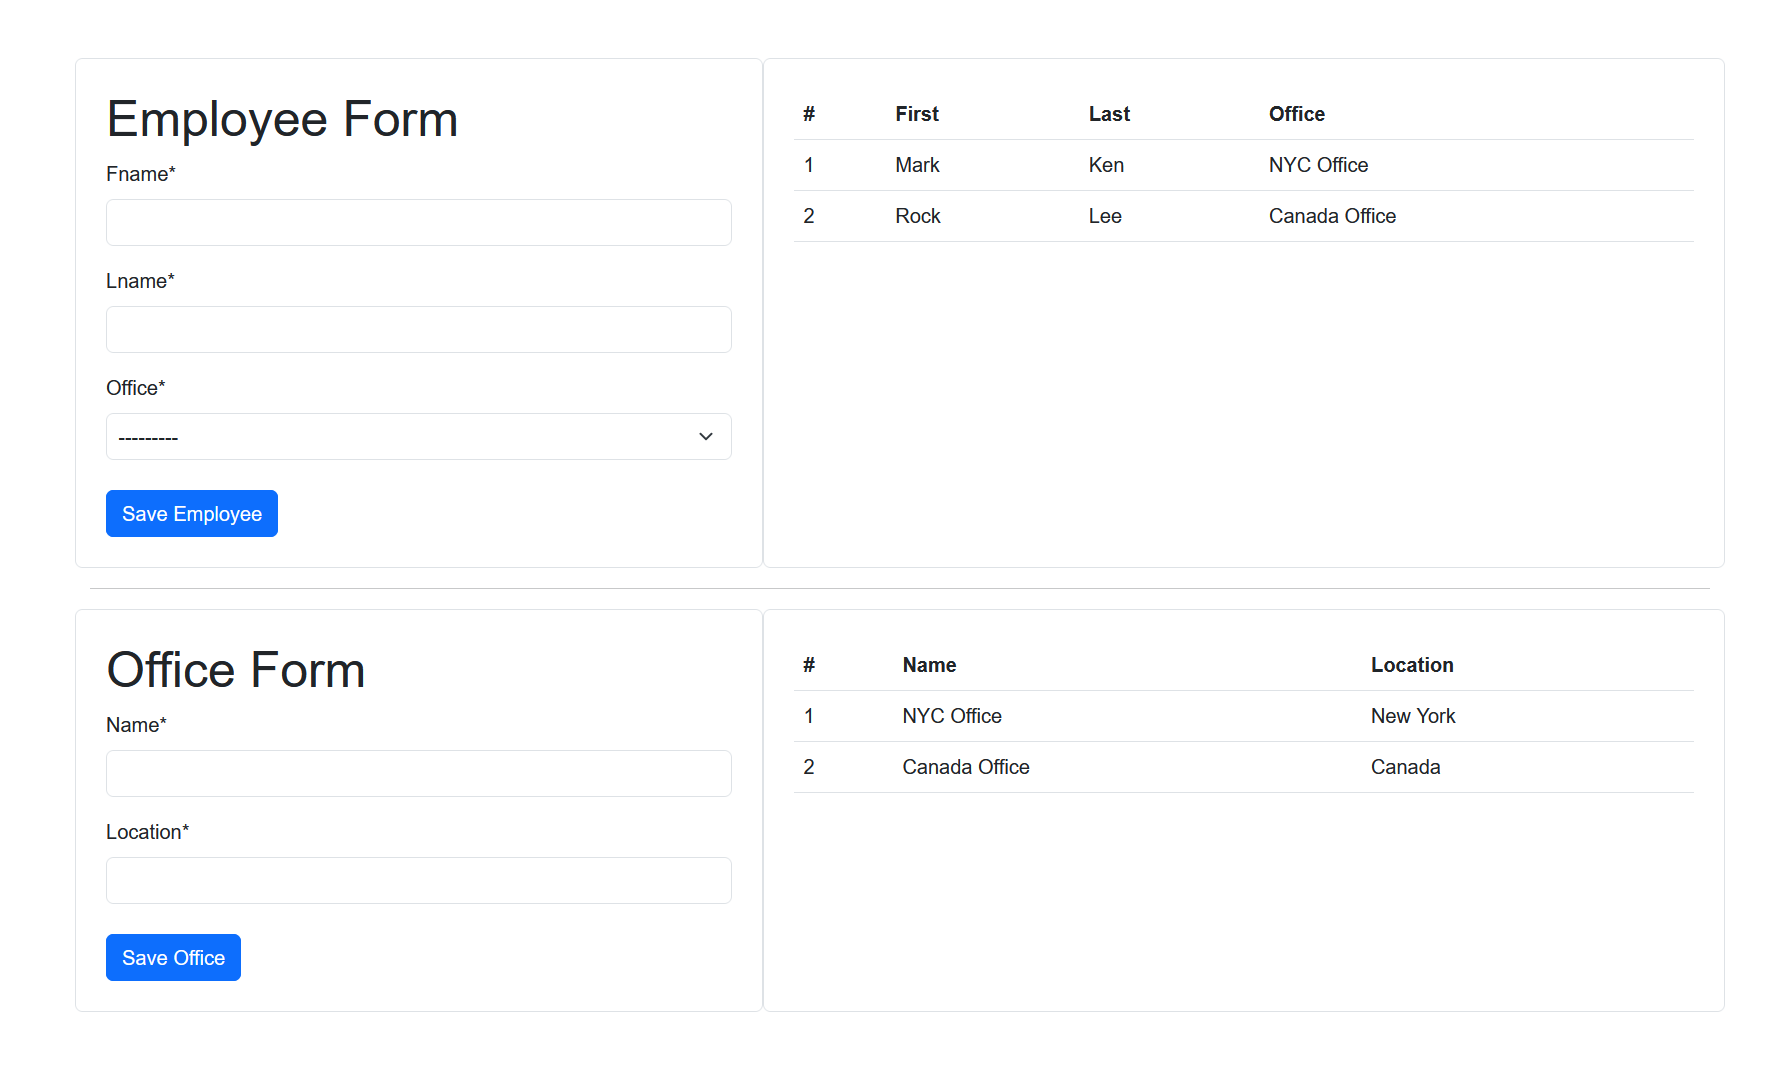 Employee Form
Fname*
Lname*
Office*
---------
Save Employee
# First Last Office
1 Mark Ken NYC Office
2 Rock Lee Canada Office
Office Form
Name*
Location*
Save Office
# Name Location
1 NYC Office New York
2 Canada Office Canada